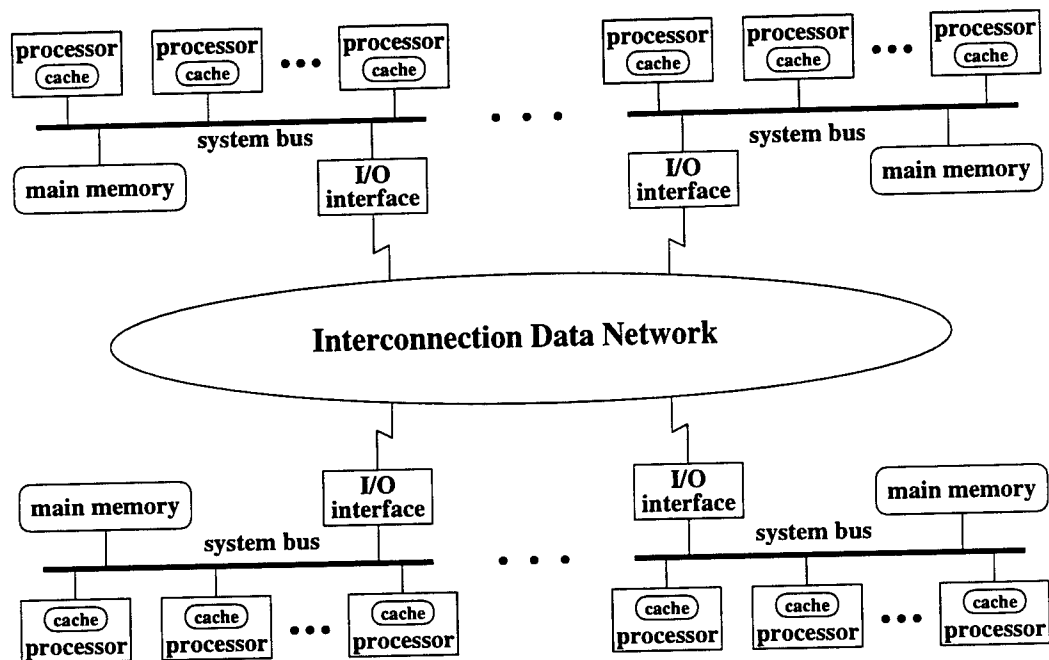 processor
cache
processor
cache
processor
cache
processor
cache
processor
cache
processor
cache
system bus
main memory
I/O
interface
system bus
I/O
interface
main memory
Interconnection Data Network
main memory
I/O
interface
system bus
I/O
interface
main memory
system bus
cache
processor
cache
processor
cache
processor
cache
processor
cache
processor
cache
processor